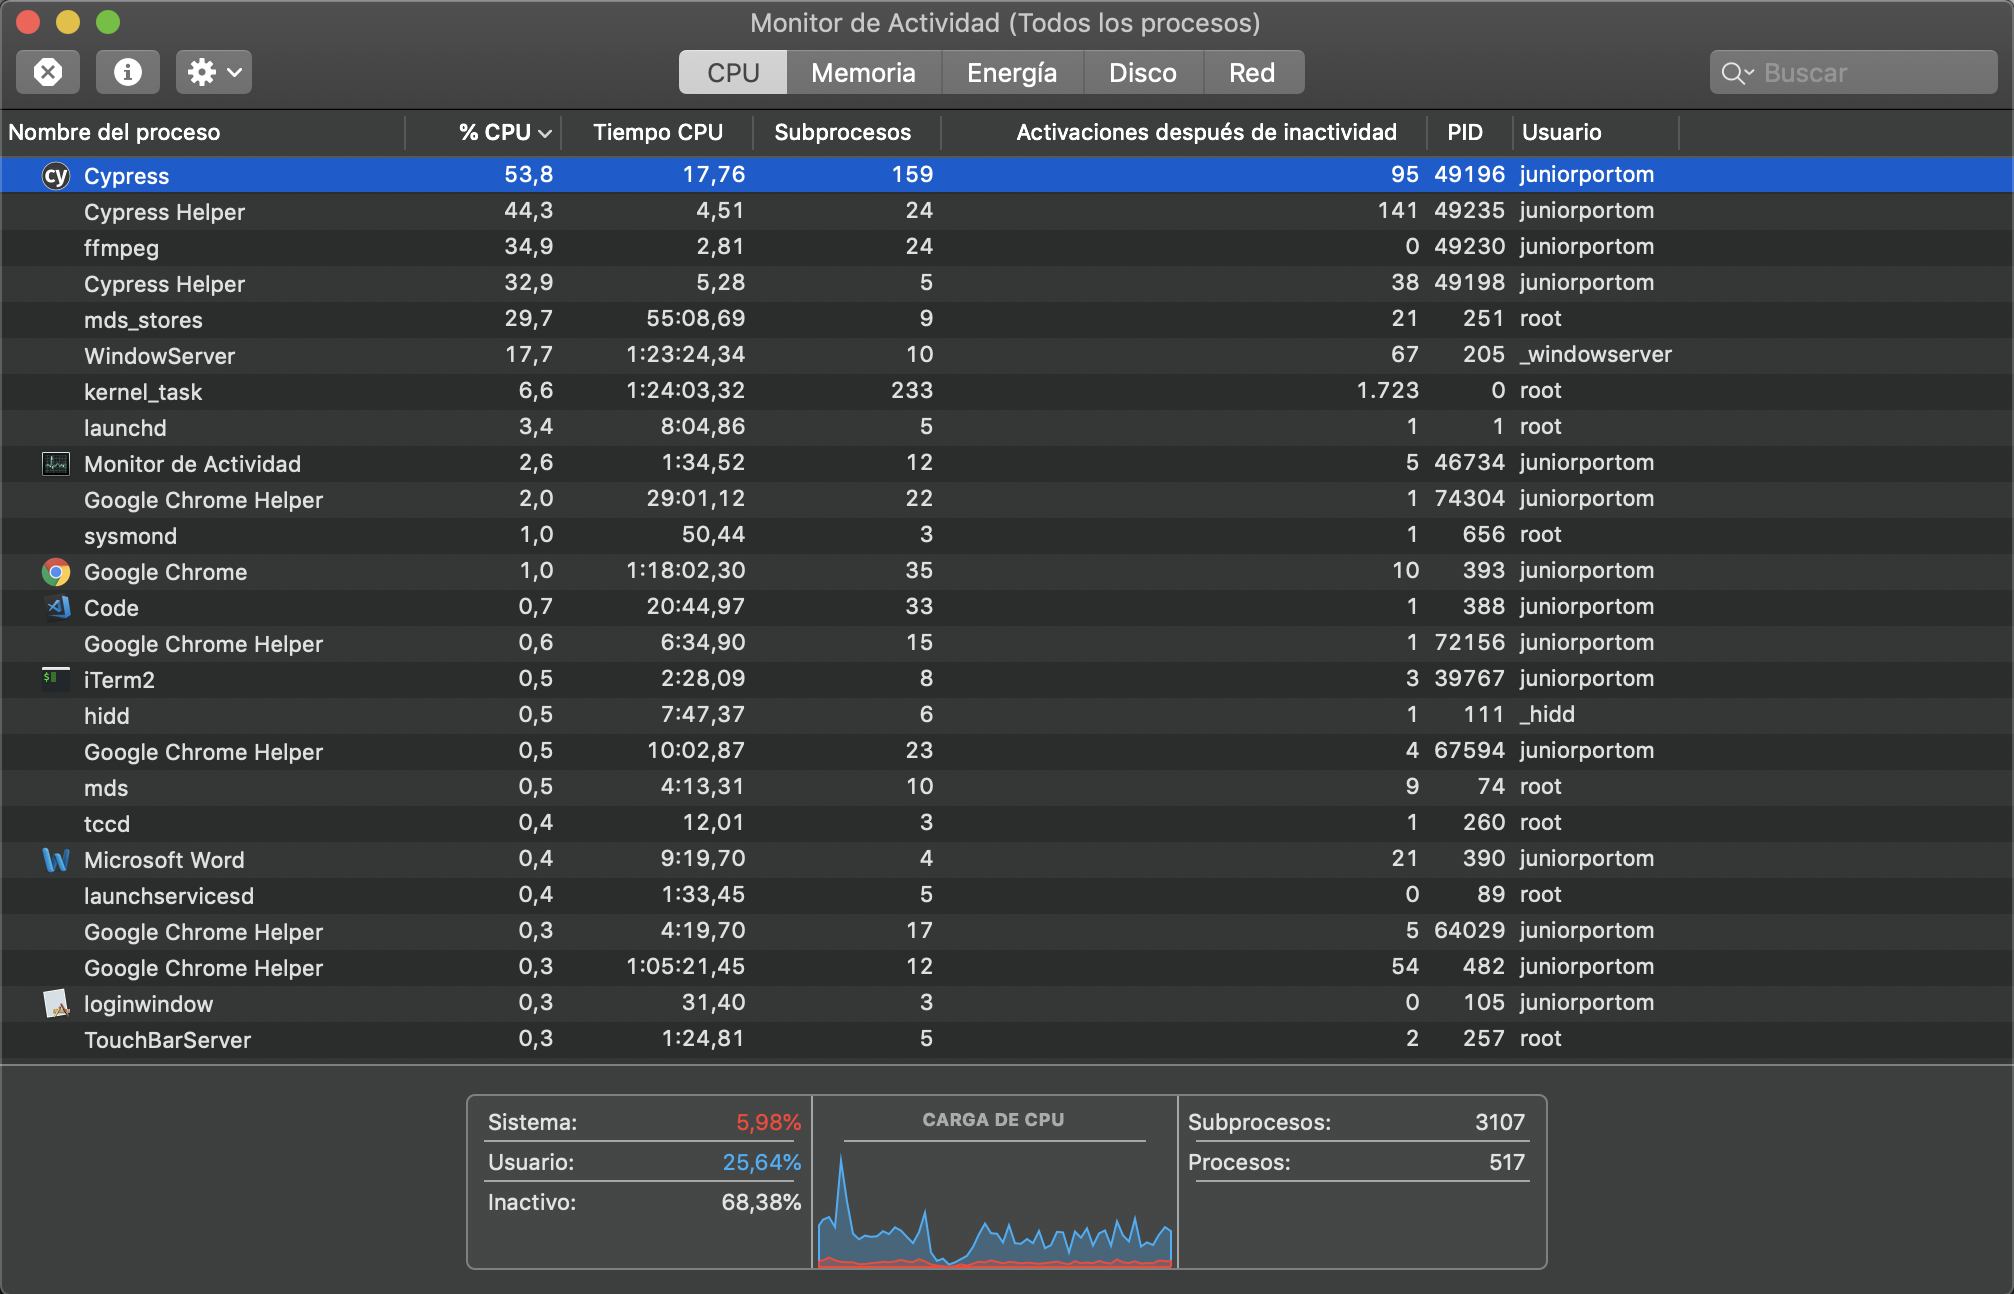 Monitor de Actividad (Todos los procesos)
CPU Memoria Energía Disco Red Buscar
Nombre del proceso % CPU Tiempo CPU Subprocesos Activaciones después de inactividad PID Usuario
cy Cypress 53,8 17,76 159 95 49196 juniorportom
Cypress Helper 44,3 4,51 24 141 49235 juniorportom
ffmpeg 34,9 2,81 24 0 49230 juniorportom
Cypress Helper 32,9 5,28 5 38 49198 juniorportom
mds_stores 29,7 55:08,69 9 21 251 root
WindowServer 17,7 1:23:24,34 10 67 205 _windowserver
kernel_task 6,6 1:24:03,32 233 1.723 0 root
launchd 3,4 8:04,86 5 1 1 root
Monitor de Actividad 2,6 1:34,52 12 5 46734 juniorportom
Google Chrome Helper 2,0 29:01,12 22 1 74304 juniorportom
sysmond 1,0 50,44 3 1 656 root
Google Chrome 1,0 1:18:02,30 35 10 393 juniorportom
Code 0,7 20:44,97 33 1 388 juniorportom
Google Chrome Helper 0,6 6:34,90 15 1 72156 juniorportom
iTerm2 0,5 2:28,09 8 3 39767 juniorportom
hidd 0,5 7:47,37 6 1 111 _hidd
Google Chrome Helper 0,5 10:02,87 23 4 67594 juniorportom
mds 0,5 4:13,31 10 9 74 root
tccd 0,4 12,01 3 1 260 root
Microsoft Word 0,4 9:19,70 4 21 390 juniorportom
launchservicesd 0,4 1:33,45 5 0 89 root
Google Chrome Helper 0,3 4:19,70 17 5 64029 juniorportom
Google Chrome Helper 0,3 1:05:21,45 12 54 482 juniorportom
loginwindow 0,3 31,40 3 0 105 juniorportom
TouchBarServer 0,3 1:24,81 5 2 257 root
Sistema: 5,98% CARGA DE CPU Subprocesos: 3107
Usuario: 25,64% Procesos: 517
Inactivo: 68,38%